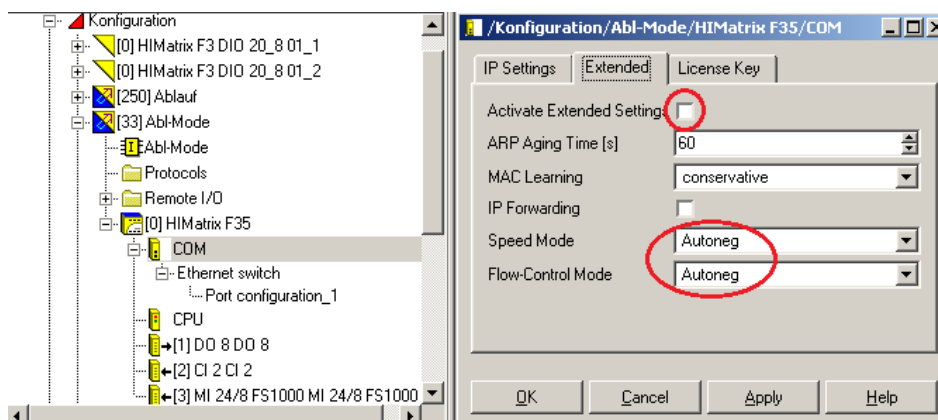 Konfiguration
[0] HIMatrix F3 DIO 20_8 01_1
[0] HIMatrix F3 DIO 20_8 01_2
[250] Ablauf
[33] Abl-Mode
Abl-Mode
Protocols
Remote I/O
[0] HIMatrix F35
COM
Ethernet switch
Port configuration_1
CPU
[1] DO 8 DO 8
[2] CI 2 CI 2
[3] MI 24/8 FS1000 MI 24/8 FS1000
/Konfiguration/Abl-Mode/HIMatrix F35/COM
IP Settings Extended License Key
Activate Extended Settings
ARP Aging Time [s] 60
MAC Learning conservative
IP Forwarding
Speed Mode Autoneg
Flow-Control Mode Autoneg
OK Cancel Apply Help